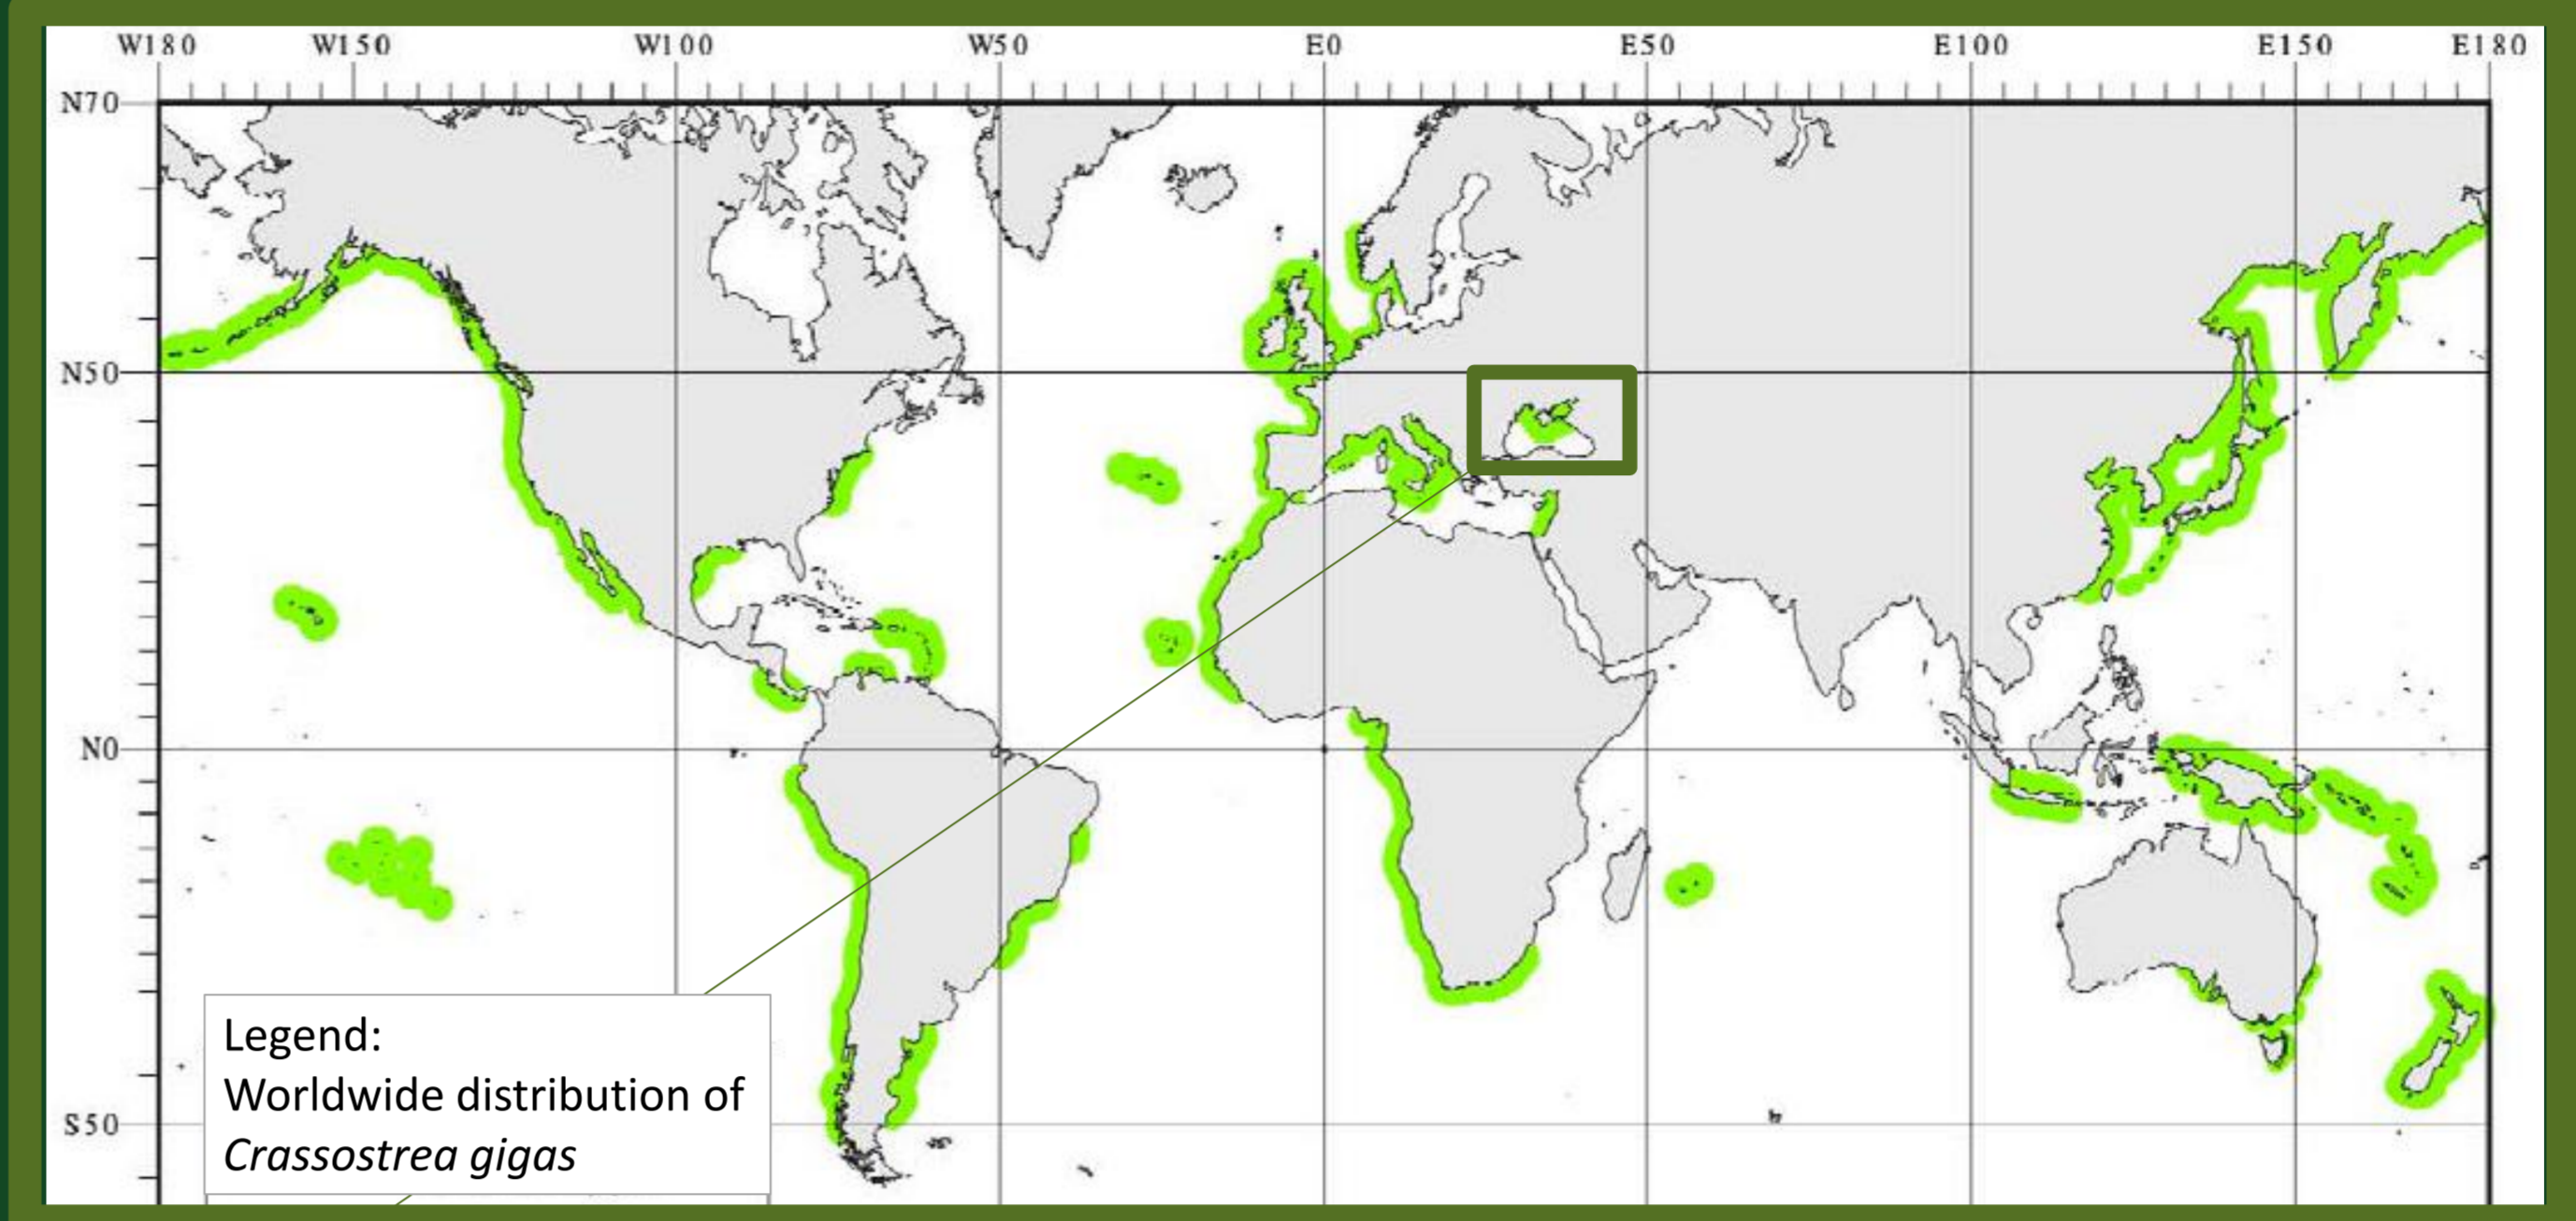 W180 W150 W100 W50 E0 E50 E100 E150 E180
N70
N50
N0
S50
Legend:
Worldwide distribution of
Crassostrea gigas